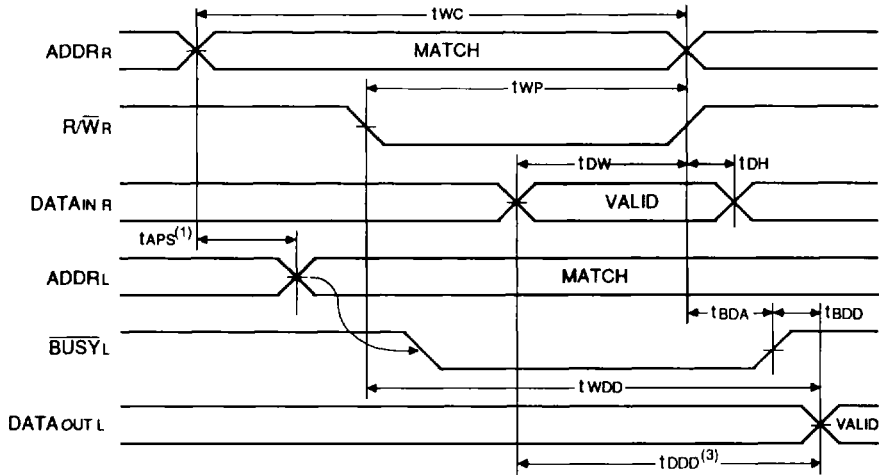 tWC
ADDRR
MATCH
tWP
R/W̅R
tDW
tDH
DATAIN R
VALID
tAPS(1)
ADDRL
MATCH
tBDA
tBDD
B̅U̅S̅Y̅L
tWDD
DATAOUT L
VALID
tDDD(3)